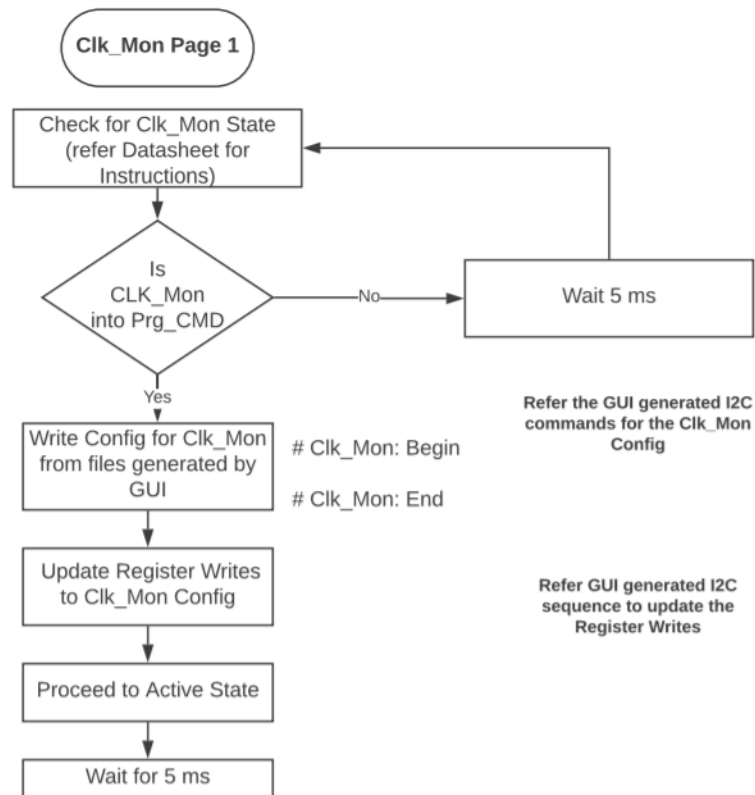 Clk_Mon Page 1
Check for Clk_Mon State
(refer Datasheet for
Instructions)
Is
CLK_Mon
into Prg_CMD
No
Wait 5 ms
Yes
Refer the GUI generated I2C
commands for the Clk_Mon
Config
Write Config for Clk_Mon
from files generated by
GUI
# Clk_Mon: Begin
# Clk_Mon: End
Update Register Writes
to Clk_Mon Config
Refer GUI generated I2C
sequence to update the
Register Writes
Proceed to Active State
Wait for 5 ms